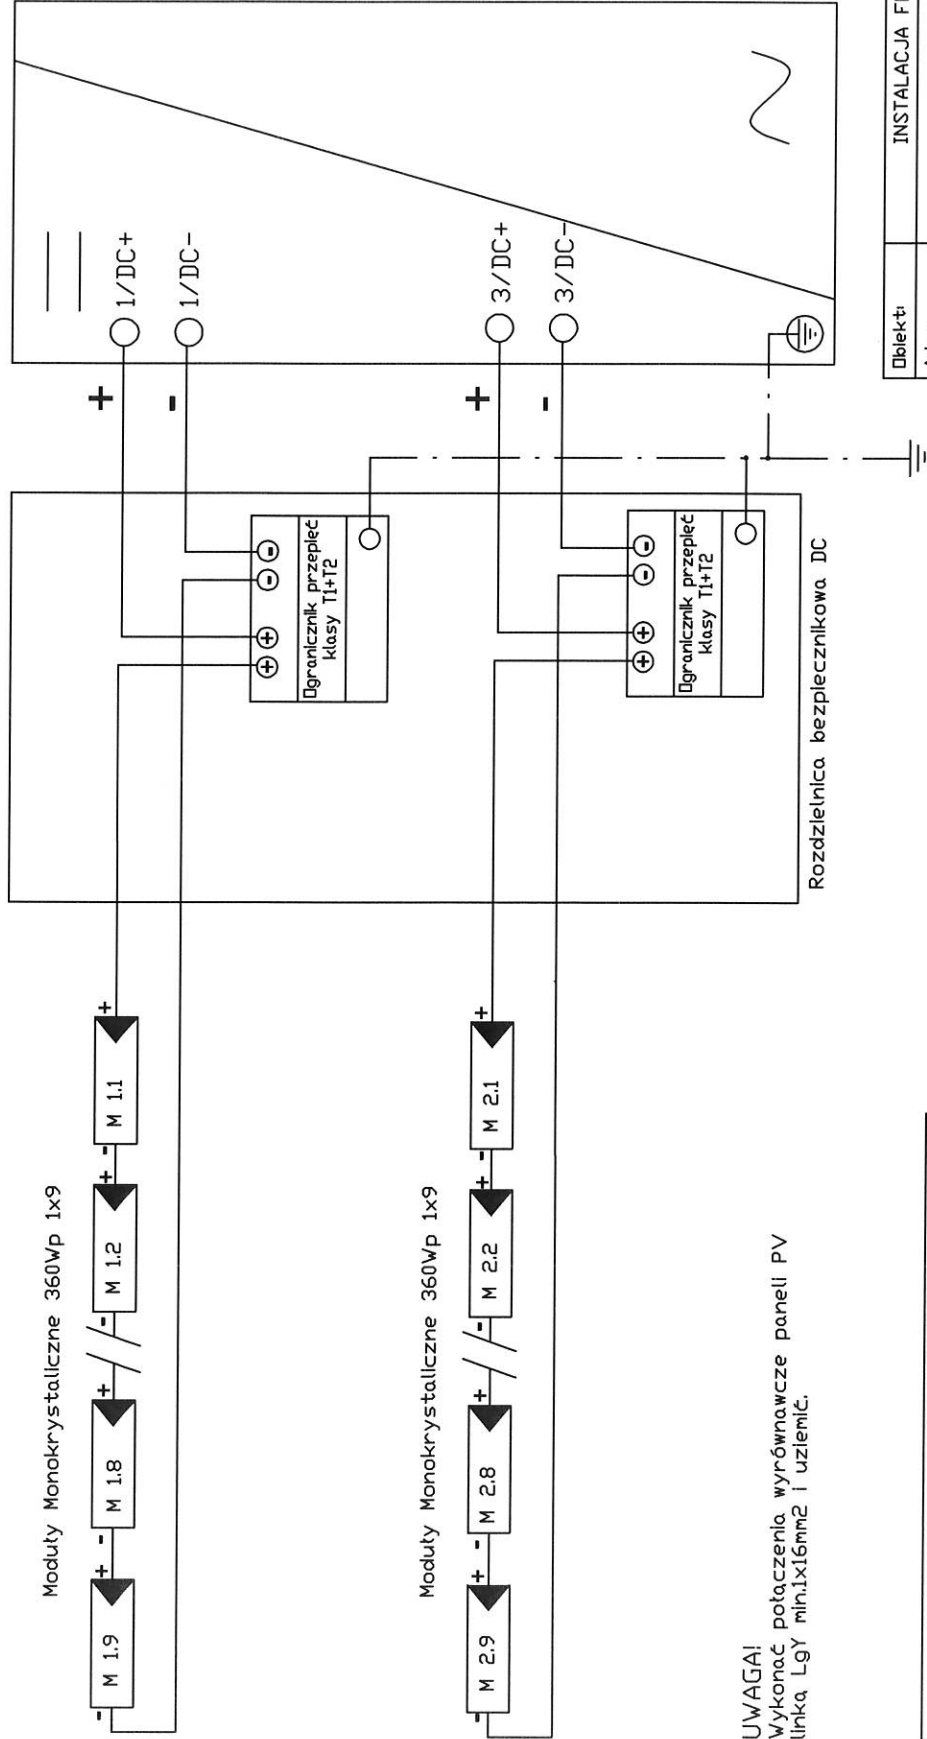 Moduły Monokrystaliczne 360Wp 1x9
M 1.9
M 1.8
M 1.2
M 1.1
- + - + - + - +
Ogranicznik przepięć
klasy T1+T2
+ + - -
+
-
1/DC+
1/DC-
Moduły Monokrystaliczne 360Wp 1x9
M 2.9
M 2.8
M 2.2
M 2.1
- + - + - + - +
Ogranicznik przepięć
klasy T1+T2
+ + - -
+
-
3/DC+
3/DC-
Rozdzielnica bezpiecznikowa DC
UWAGA!
Wykonać połączenia wyrównawcze paneli PV
linką LgY min.1x16mm2 i uziemić.
Obiekt:
INSTALACJA